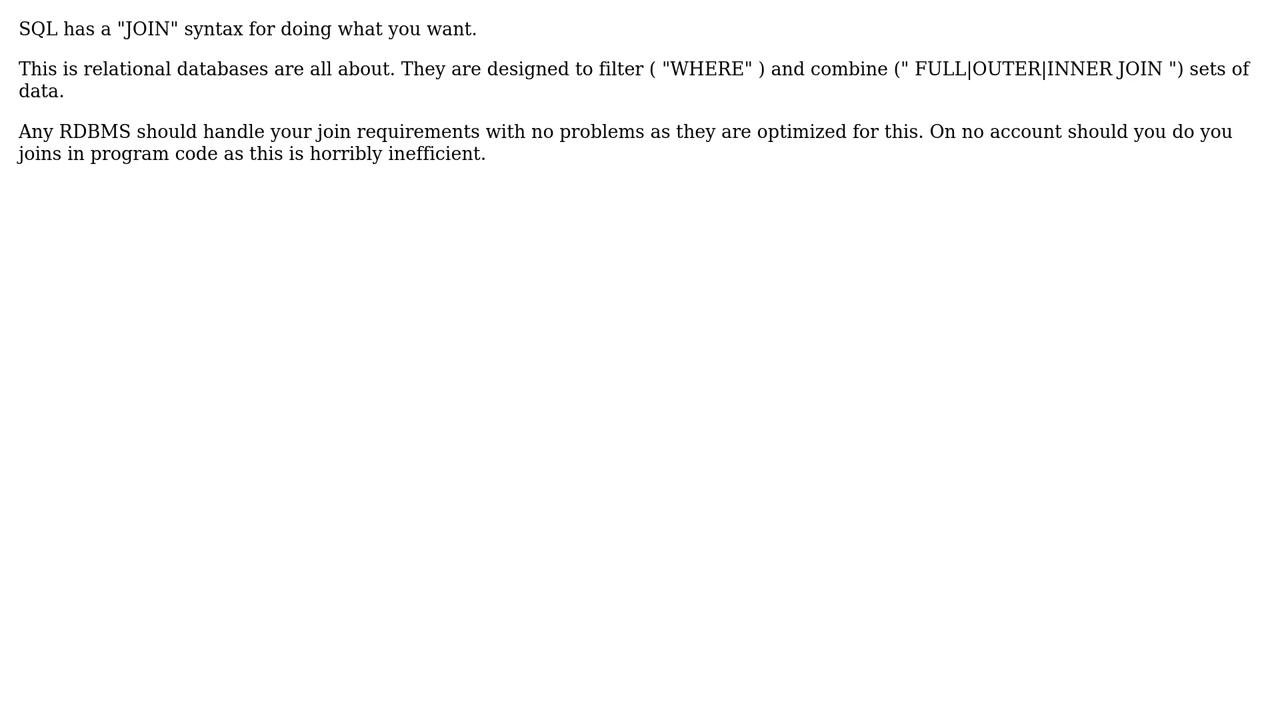 SQL has a "JOIN" syntax for doing what you want.
This is relational databases are all about. They are designed to filter ( "WHERE" ) and combine (" FULL|OUTER|INNER JOIN ") sets of
data.
Any RDBMS should handle your join requirements with no problems as they are optimized for this. On no account should you do you
joins in program code as this is horribly inefficient.